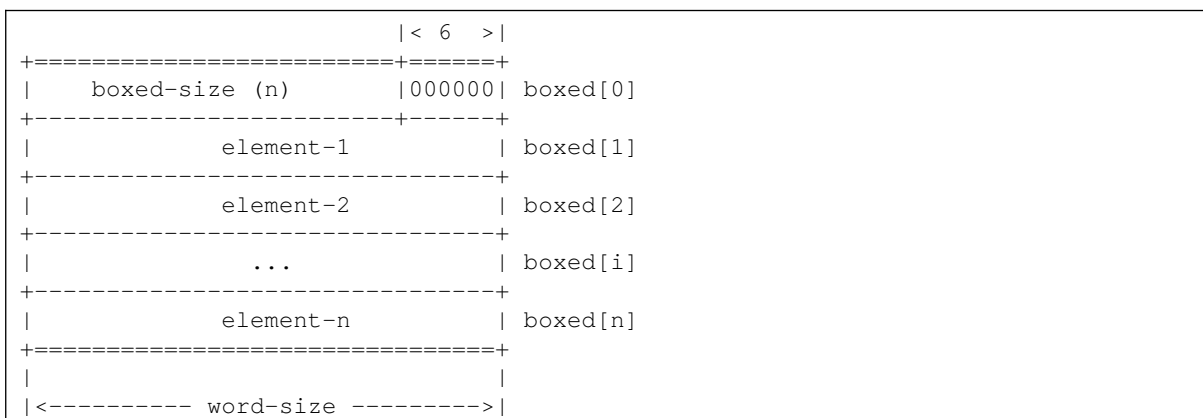 |< 6  >|
+=========================+======+
|    boxed-size (n)       |000000| boxed[0]
+-------------------------+------+
|             element-1          | boxed[1]
+--------------------------------+
|             element-2          | boxed[2]
+--------------------------------+
|               ...              | boxed[i]
+--------------------------------+
|             element-n          | boxed[n]
+================================+
|                                |
|<---------- word-size --------->|